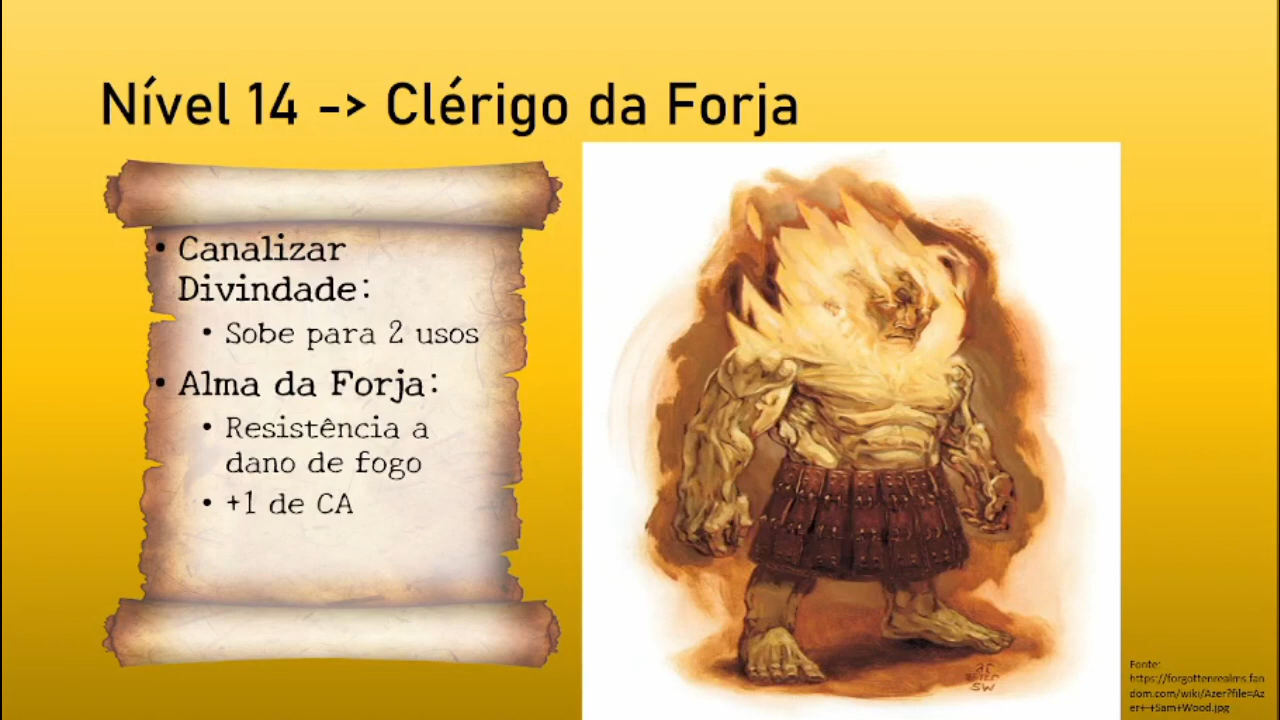 Nível 14 -> Clérigo da Forja
• Canalizar
Divindade:
• Sobe para 2 usos
• Alma da Forja:
• Resistência a
dano de fogo
• +1 de CA
SW
Fonte:
https://forgottenrealms.fan
dom.com/wiki/Azer?file=Az
er+-+Sam+Wood.jpg